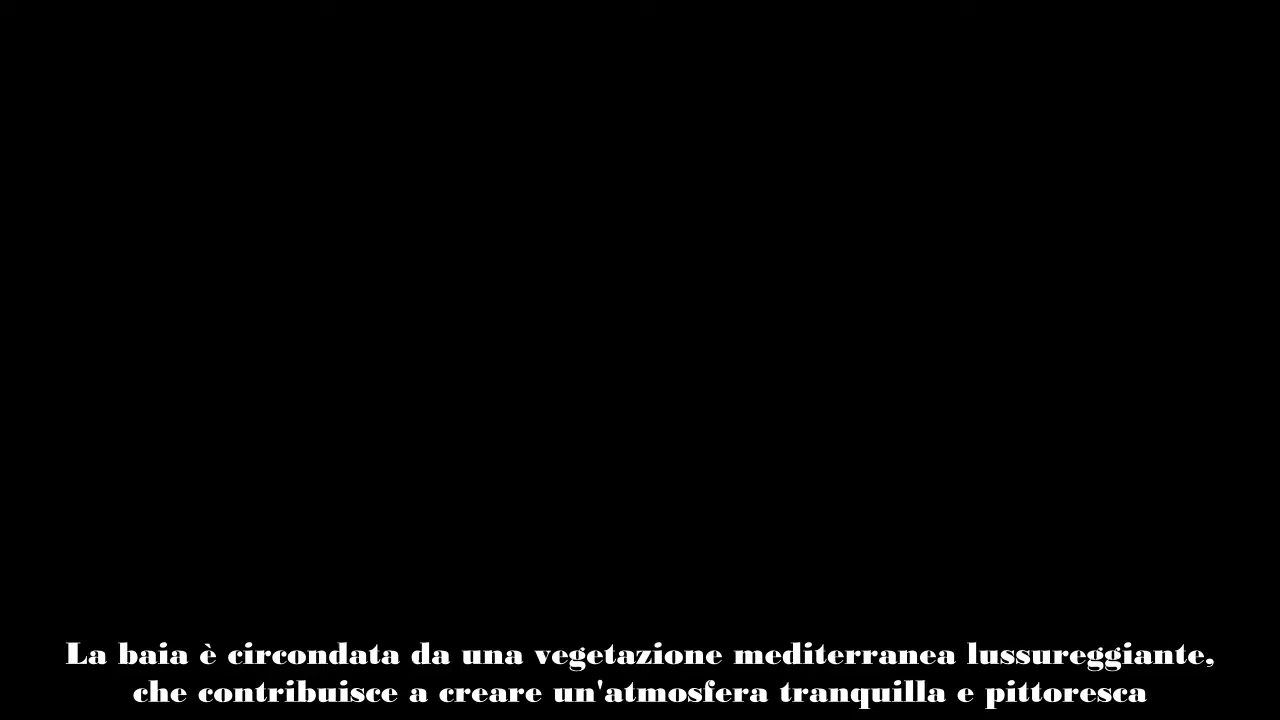 La baia è circondata da una vegetazione mediterranea lussureggiante,
che contribuisce a creare un'atmosfera tranquilla e pittoresca